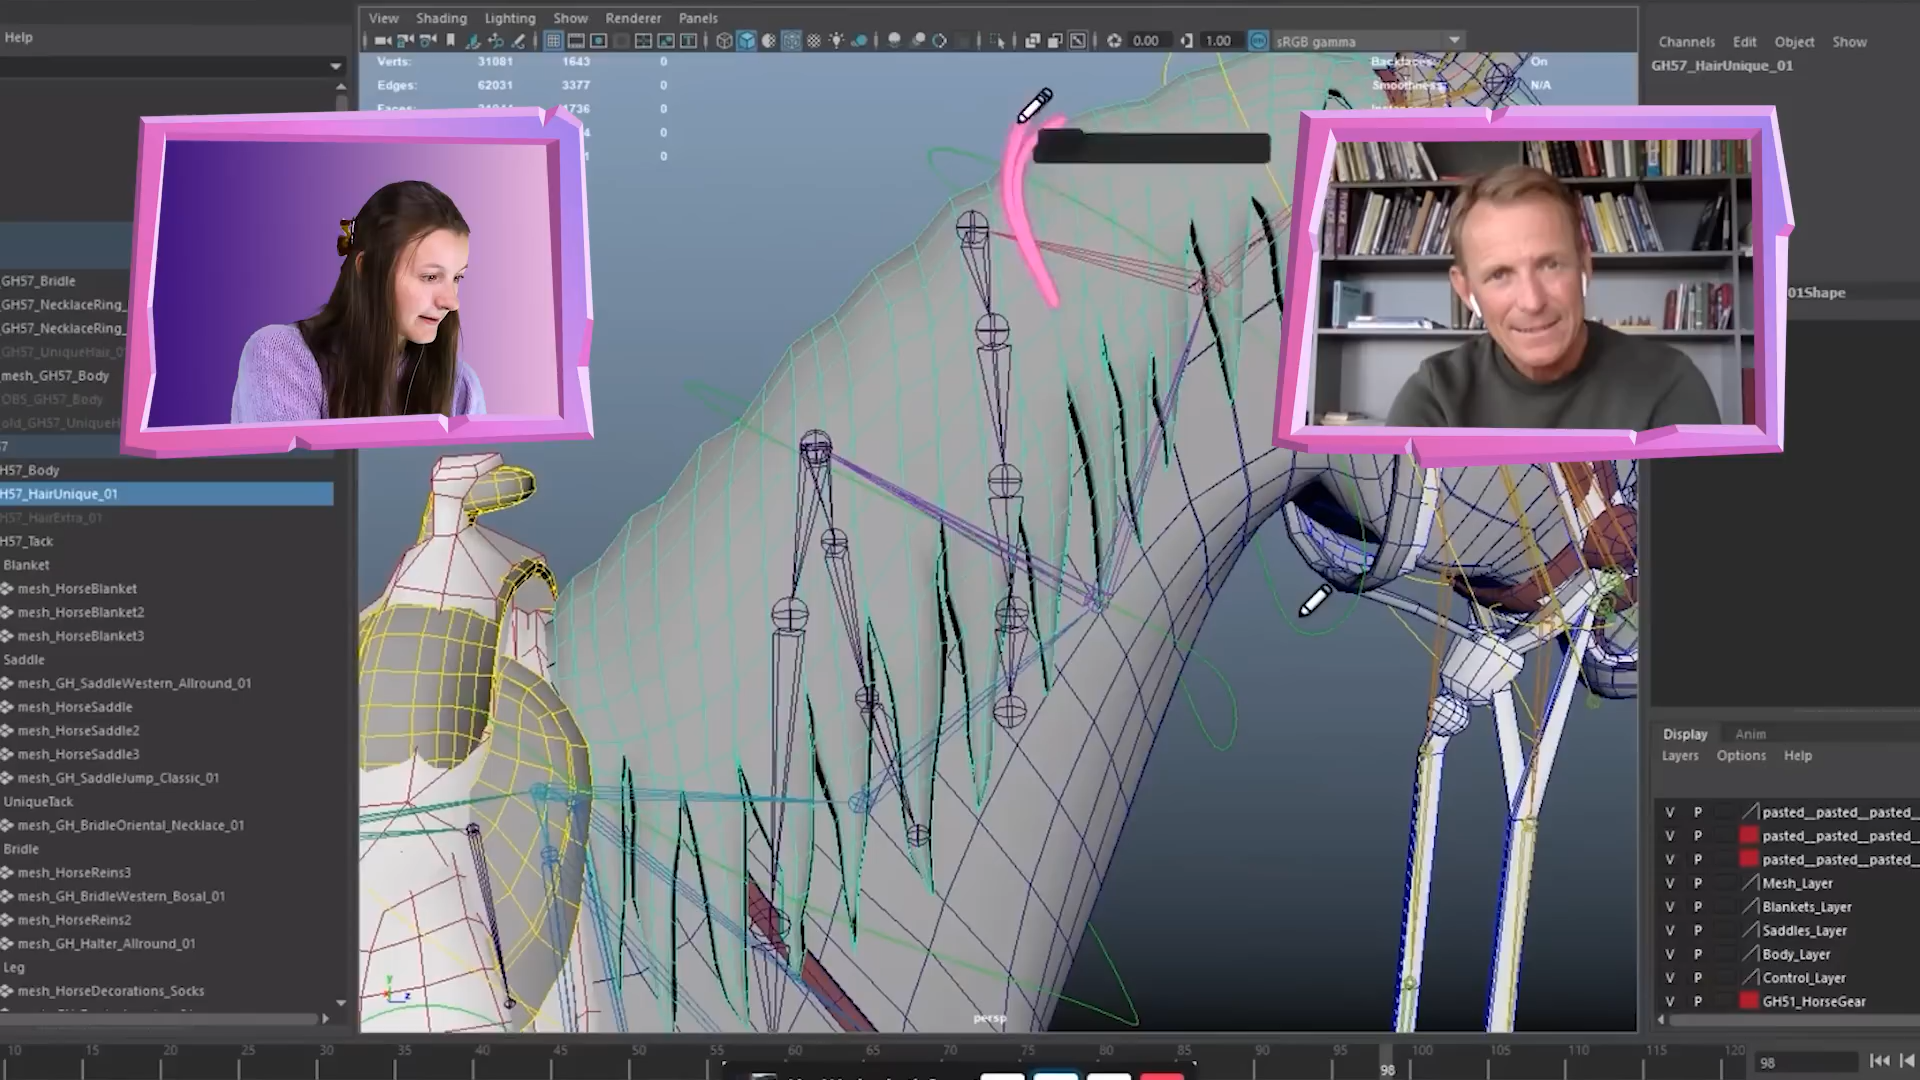 View Shading Lighting Show Renderer Panels
Help
Channels Edit Object Show
0.00 1.00 sRGB gamma
GH57_HairUnique_01
Verts: 31081 1643 0
Backfaces: On
Edges: 62031 3377 0
Smoothness: N/A
1736 0
0
0
GH57_Bridle
01Shape
GH57_NecklaceRing_
GH57_NecklaceRing_
GH57_UniqueHair_0
mesh_GH57_Body
OBS_GH57_Body
old_GH57_UniqueH
H57_Body
H57_HairUnique_01
H57_HairExtra_01
H57_Tack
Blanket
mesh_HorseBlanket
mesh_HorseBlanket2
mesh_HorseBlanket3
Saddle
mesh_GH_SaddleWestern_Allround_01
mesh_HorseSaddle
mesh_HorseSaddle2
mesh_HorseSaddle3
mesh_GH_SaddleJump_Classic_01
UniqueTack
mesh_GH_BridleOriental_Necklace_01
Bridle
mesh_HorseReins3
mesh_GH_BridleWestern_Bosal_01
mesh_HorseReins2
mesh_GH_Halter_Allround_01
Leg
mesh_HorseDecorations_Socks
Display Anim
Layers Options Help
V P pasted__pasted__pasted_
V P pasted__pasted__pasted_
V P pasted__pasted__pasted_
V P Mesh_Layer
V P Blankets_Layer
V P Saddles_Layer
V P Body_Layer
V P Control_Layer
V P GH51_HorseGear
y
z
persp
10 15 20 25 30 35 40 45 50 55 60 65 70 75 80 85 90 95 100 105 110 115 120
98 98